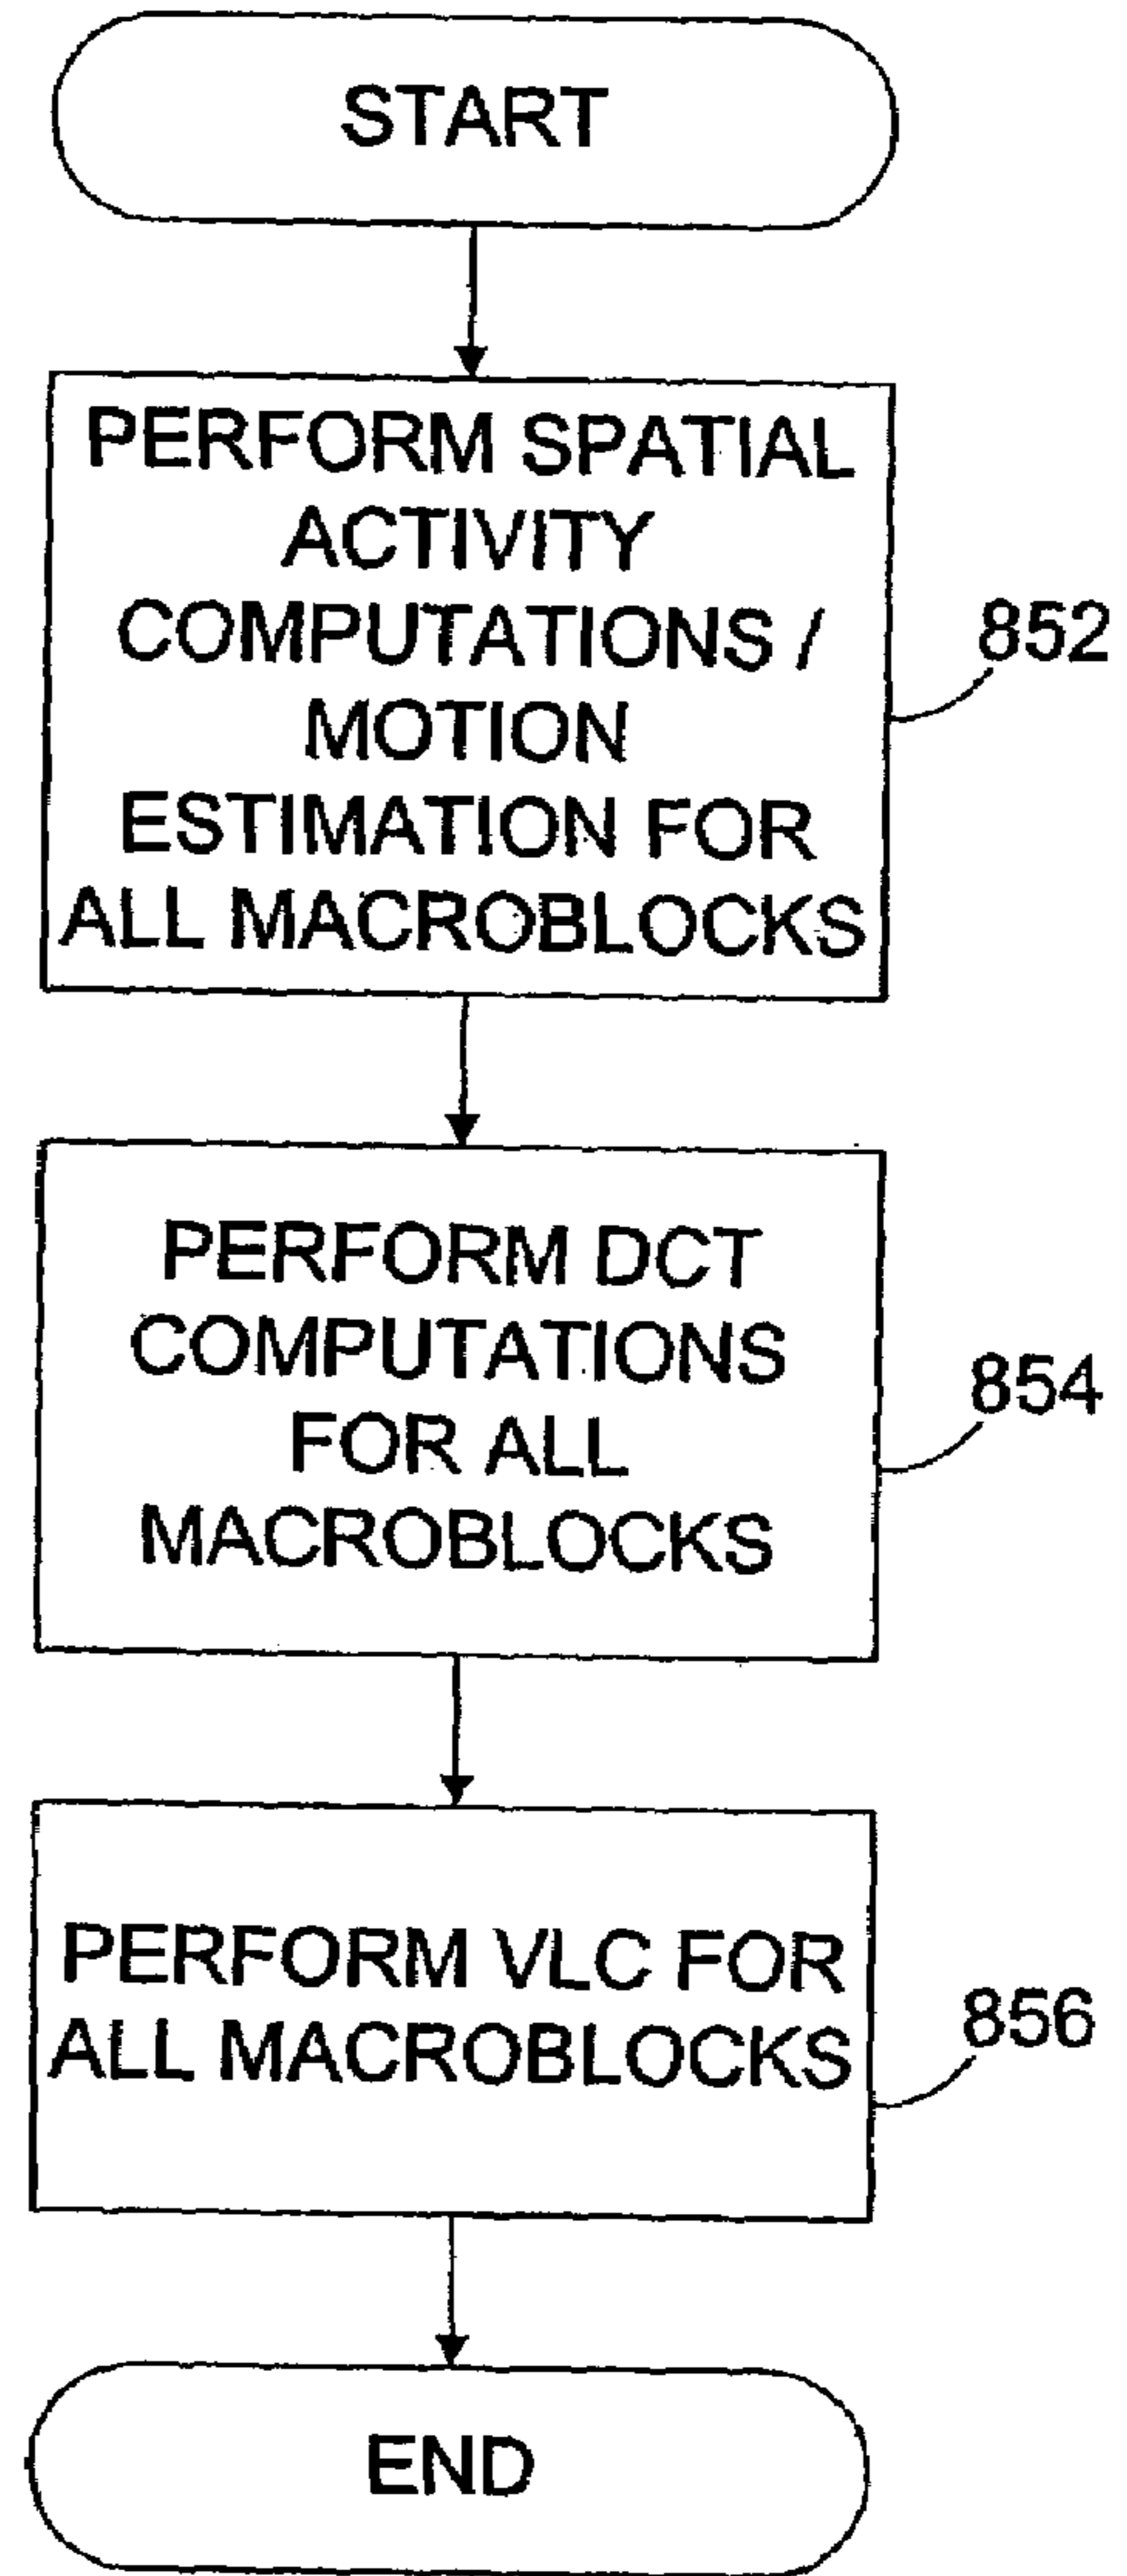 START
PERFORM SPATIAL
ACTIVITY
COMPUTATIONS /
MOTION
ESTIMATION FOR
ALL MACROBLOCKS
852
PERFORM DCT
COMPUTATIONS
FOR ALL
MACROBLOCKS
854
PERFORM VLC FOR
ALL MACROBLOCKS
856
END